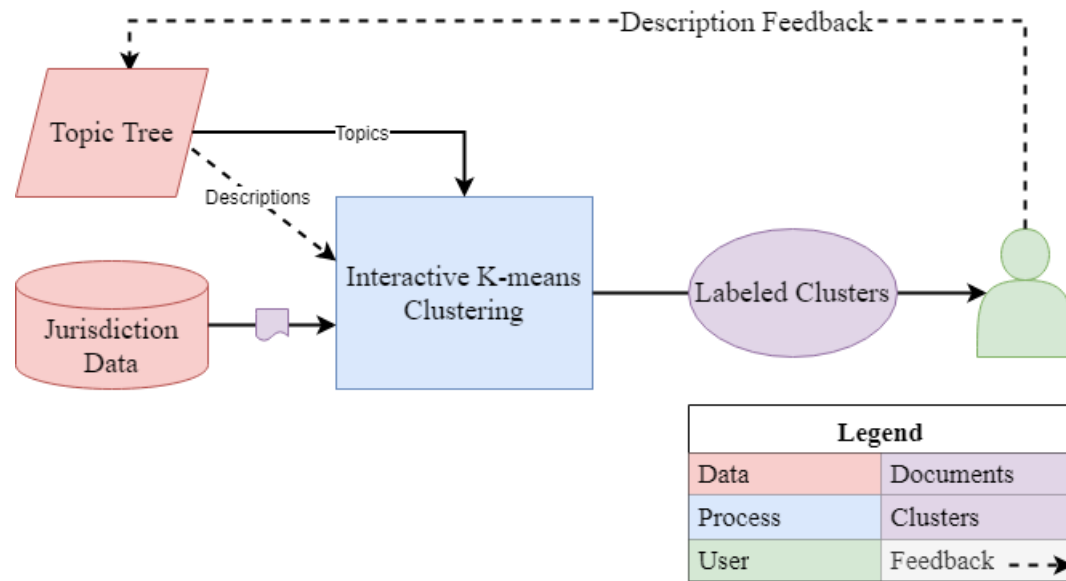 Description Feedback
Topic Tree
Topics
Descriptions
Interactive K-means
Clustering
Labeled Clusters
Jurisdiction
Data
Legend
Data Documents
Process Clusters
User Feedback